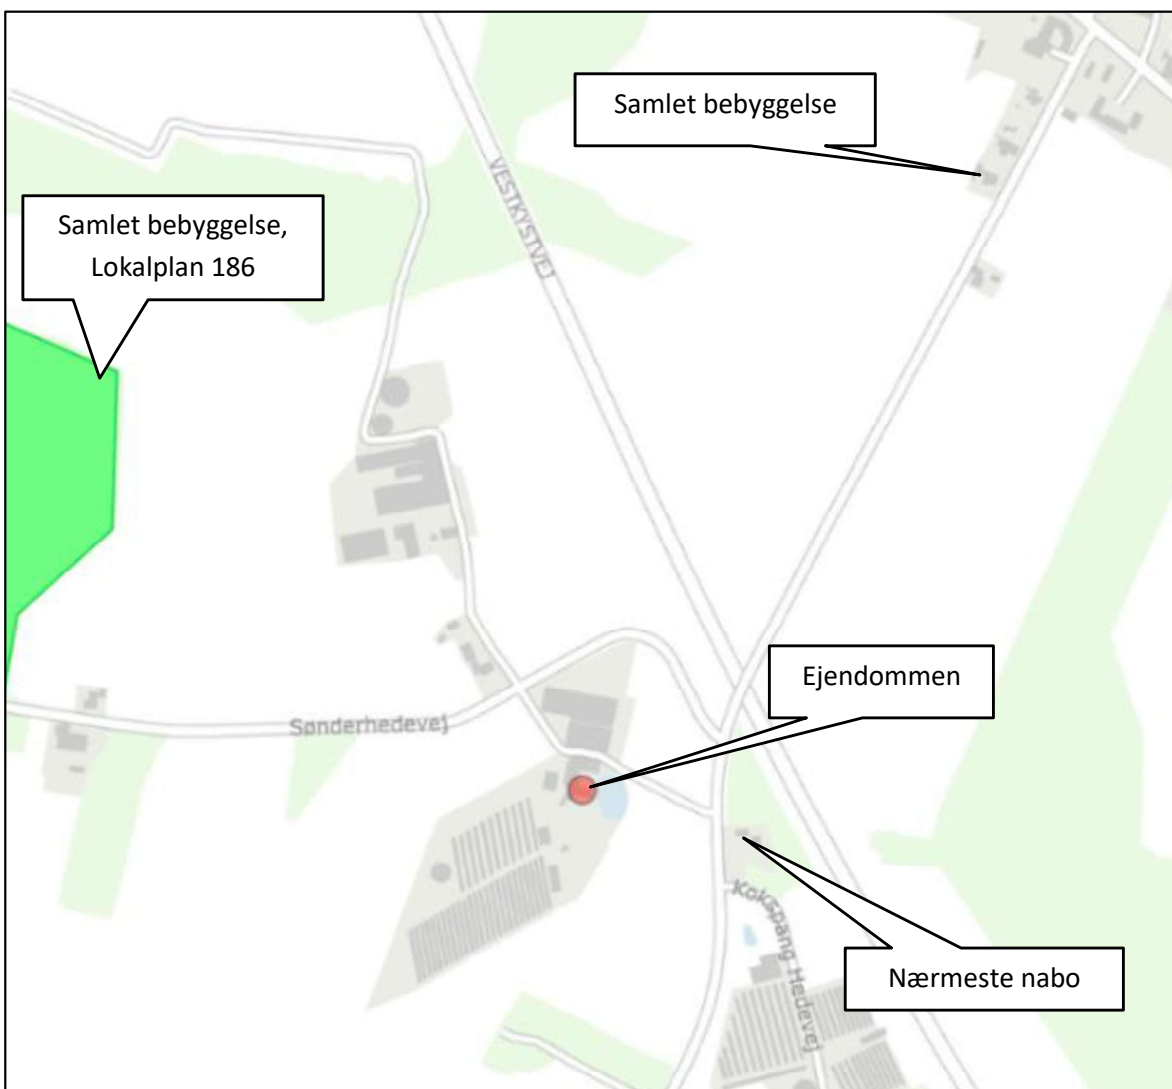 Samlet bebyggelse
VESTKYSTVEJ
Samlet bebyggelse,
Lokalplan 186
Ejendommen
Sønderhedevej
Kokspang Hedevej
Nærmeste nabo